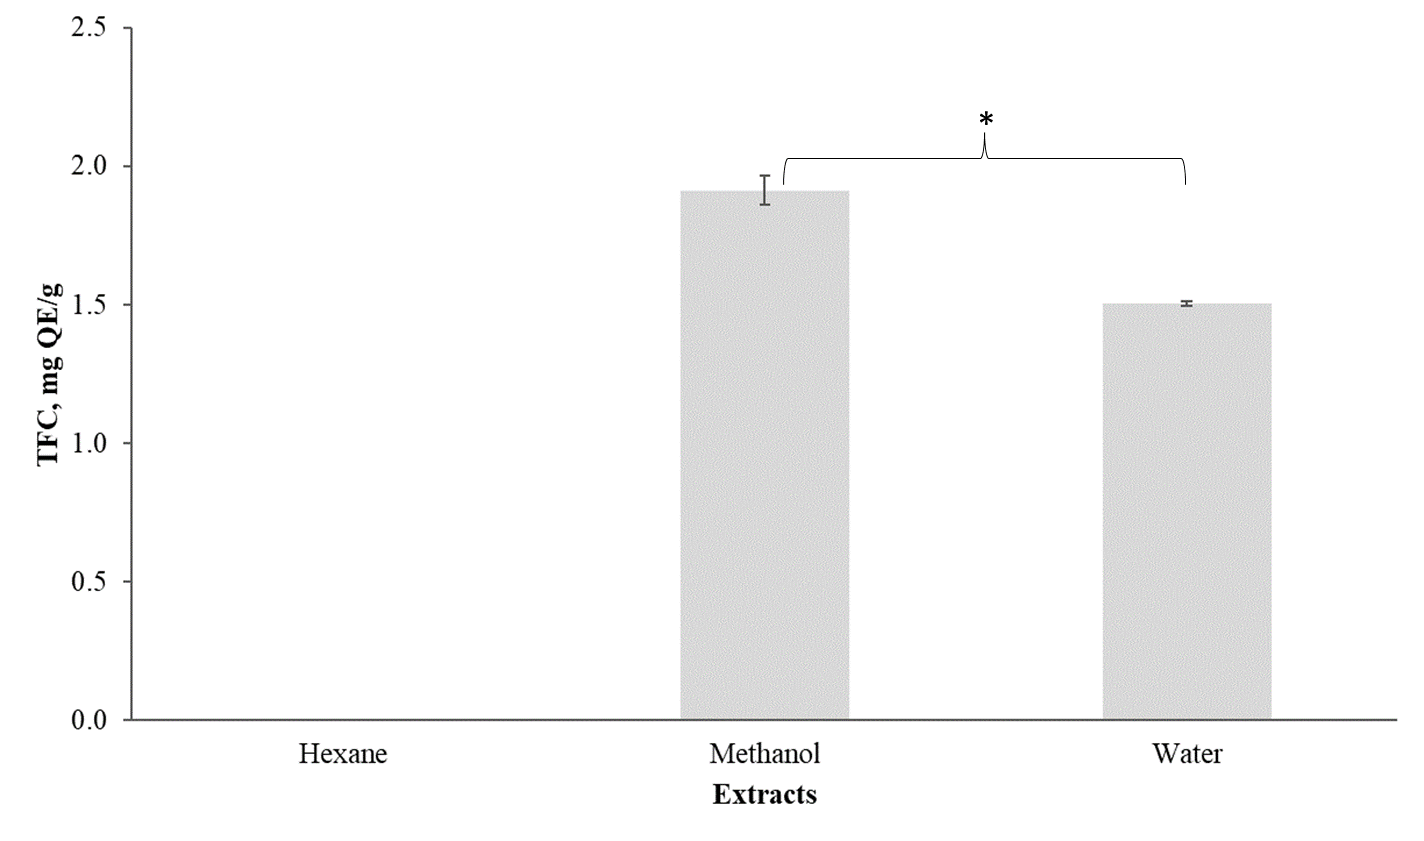 2.5
2.0
1.5
1.0
0.5
0.0
TFC, mg QE/g
*
Hexane
Methanol
Water
Extracts